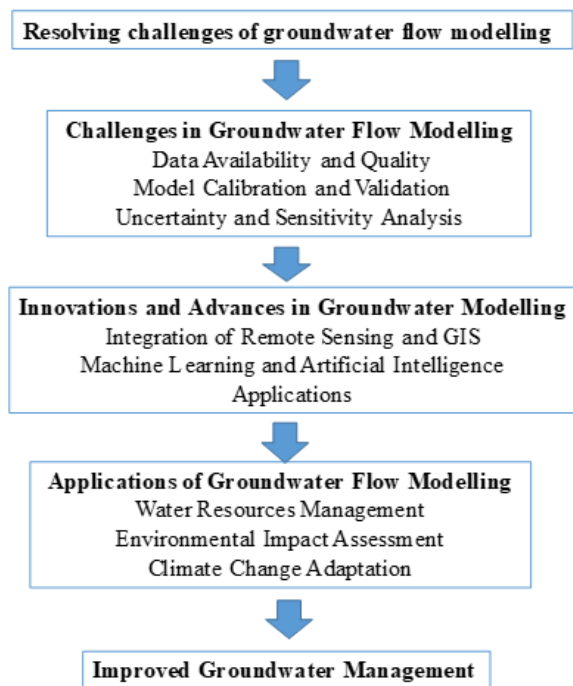 Resolving challenges of groundwater flow modelling
Challenges in Groundwater Flow Modelling
Data Availability and Quality
Model Calibration and Validation
Uncertainty and Sensitivity Analysis
Innovations and Advances in Groundwater Modelling
Integration of Remote Sensing and GIS
Machine Learning and Artificial Intelligence
Applications
Applications of Groundwater Flow Modelling
Water Resources Management
Environmental Impact Assessment
Climate Change Adaptation
Improved Groundwater Management